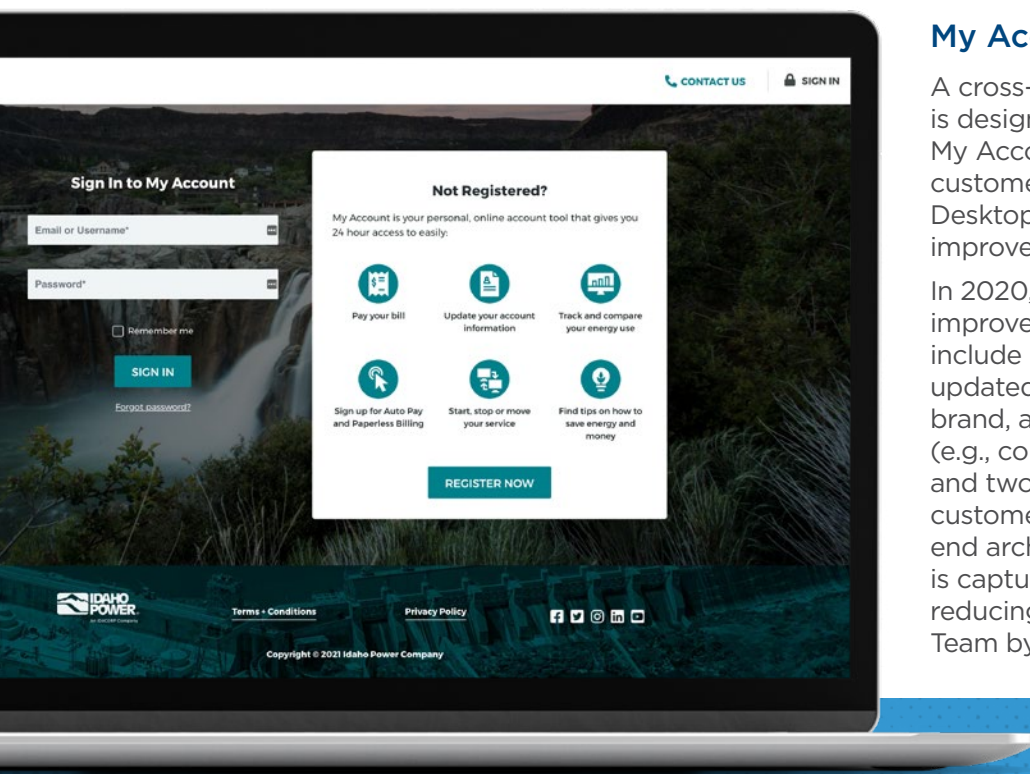 CONTACT US
SIGN IN
Sign In to My Account
Email or Username*
Password*
Remember me
SIGN IN
Forgot password?
Not Registered?
My Account is your personal, online account tool that gives you
24 hour access to easily:
Pay your bill
Update your account
information
Track and compare
your energy use
Sign up for Auto Pay
and Paperless Billing
Start, stop or move
your service
Find tips on how to
save energy and
money
REGISTER NOW
IDAHO
POWER
An IDACORP Company
Terms + Conditions
Privacy Policy
Copyright © 2021 Idaho Power Company
My Ac
A cross-
is design
My Acco
custome
Desktop
improve
In 2020,
improve
include
updated
brand, a
(e.g., co
and two
custome
end arch
is captu
reducing
Team by